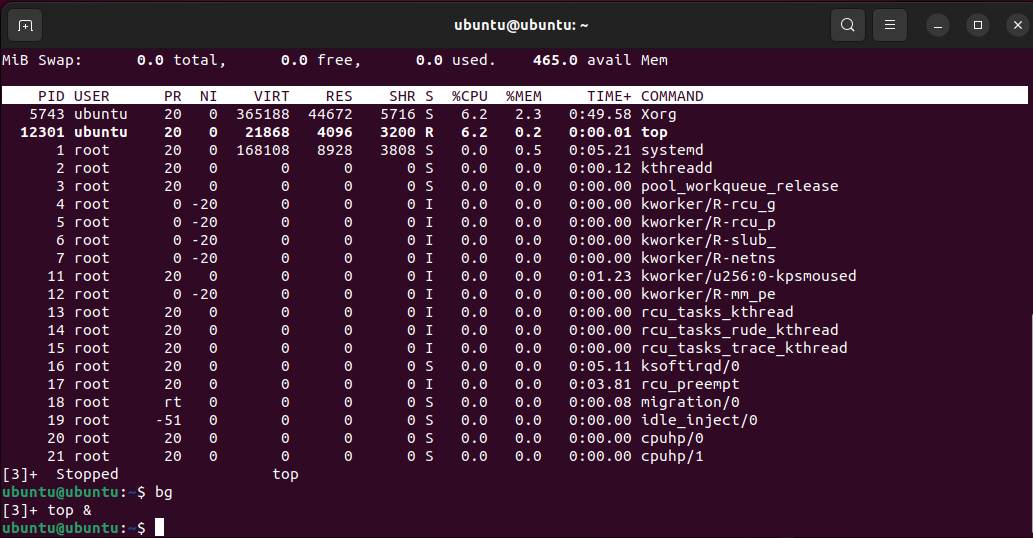 ubuntu@ubuntu: ~
MiB Swap:      0.0 total,      0.0 free,      0.0 used.    465.0 avail Mem
PID USER      PR  NI    VIRT    RES    SHR S  %CPU  %MEM     TIME+ COMMAND
5743 ubuntu    20   0  365188  44672   5716 S   6.2   2.3   0:49.58 Xorg
12301 ubuntu    20   0   21868   4096   3200 R   6.2   0.2   0:00.01 top
1 root      20   0  168108   8928   3808 S   0.0   0.5   0:05.21 systemd
2 root      20   0       0      0      0 S   0.0   0.0   0:00.12 kthreadd
3 root      20   0       0      0      0 S   0.0   0.0   0:00.00 pool_workqueue_release
4 root       0 -20       0      0      0 I   0.0   0.0   0:00.00 kworker/R-rcu_g
5 root       0 -20       0      0      0 I   0.0   0.0   0:00.00 kworker/R-rcu_p
6 root       0 -20       0      0      0 I   0.0   0.0   0:00.00 kworker/R-slub_
7 root       0 -20       0      0      0 I   0.0   0.0   0:00.00 kworker/R-netns
11 root      20   0       0      0      0 I   0.0   0.0   0:01.23 kworker/u256:0-kpsmoused
12 root       0 -20       0      0      0 I   0.0   0.0   0:00.00 kworker/R-mm_pe
13 root      20   0       0      0      0 I   0.0   0.0   0:00.00 rcu_tasks_kthread
14 root      20   0       0      0      0 I   0.0   0.0   0:00.00 rcu_tasks_rude_kthread
15 root      20   0       0      0      0 I   0.0   0.0   0:00.00 rcu_tasks_trace_kthread
16 root      20   0       0      0      0 S   0.0   0.0   0:05.11 ksoftirqd/0
17 root      20   0       0      0      0 I   0.0   0.0   0:03.81 rcu_preempt
18 root      rt   0       0      0      0 S   0.0   0.0   0:00.08 migration/0
19 root     -51   0       0      0      0 S   0.0   0.0   0:00.00 idle_inject/0
20 root      20   0       0      0      0 S   0.0   0.0   0:00.00 cpuhp/0
21 root      20   0       0      0      0 S   0.0   0.0   0:00.00 cpuhp/1
[3]+  Stopped                 top
ubuntu@ubuntu:~$ bg
[3]+ top &
ubuntu@ubuntu:~$